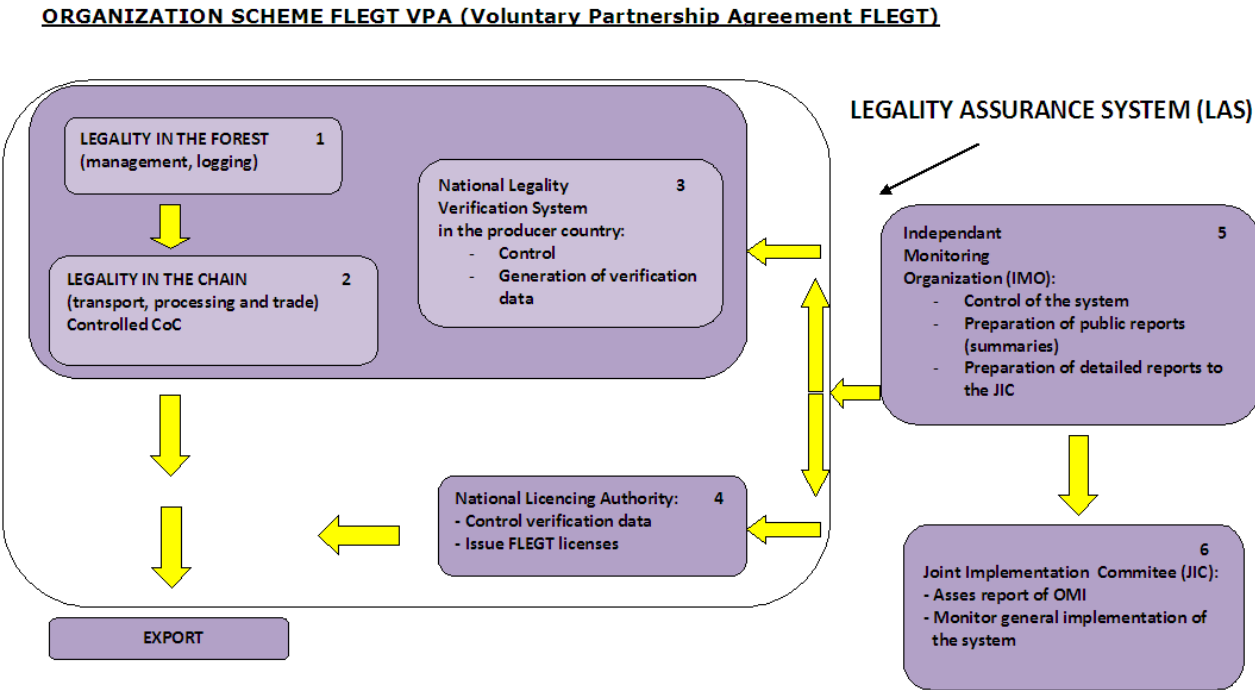 ORGANIZATION SCHEME FLEGT VPA (Voluntary Partnership Agreement FLEGT)
LEGALITY ASSURANCE SYSTEM (LAS)
LEGALITY IN THE FOREST 1
(management, logging)
LEGALITY IN THE CHAIN 2
(transport, processing and trade)
Controlled CoC
National Legality 3
Verification System
in the producer country:
- Control
- Generation of verification
data
National Licencing Authority: 4
- Control verification data
- Issue FLEGT licenses
EXPORT
Independant 5
Monitoring
Organization (IMO):
- Control of the system
- Preparation of public reports
(summaries)
- Preparation of detailed reports to
the JIC
6
Joint Implementation Commitee (JIC):
- Asses report of OMI
- Monitor general implementation of
the system